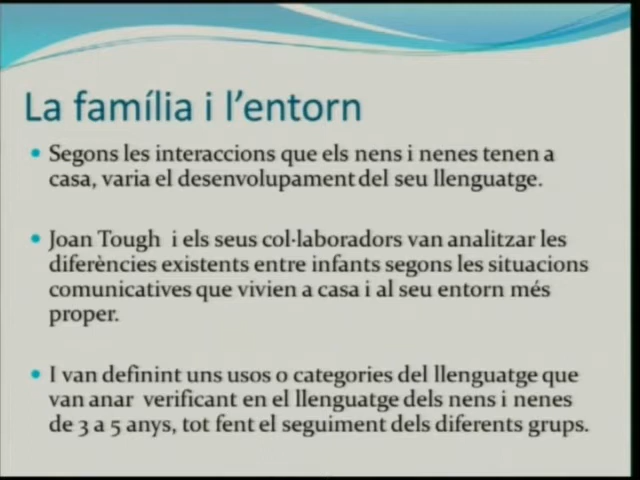 La família i l'entorn
• Segons les interaccions que els nens i nenes tenen a
casa, varia el desenvolupament del seu llenguatge.
• Joan Tough i els seus col·laboradors van analitzar les
diferències existents entre infants segons les situacions
comunicatives que vivien a casa i al seu entorn més
proper.
• I van definint uns usos o categories del llenguatge que
van anar verificant en el llenguatge dels nens i nenes
de 3 a 5 anys, tot fent el seguiment dels diferents grups.